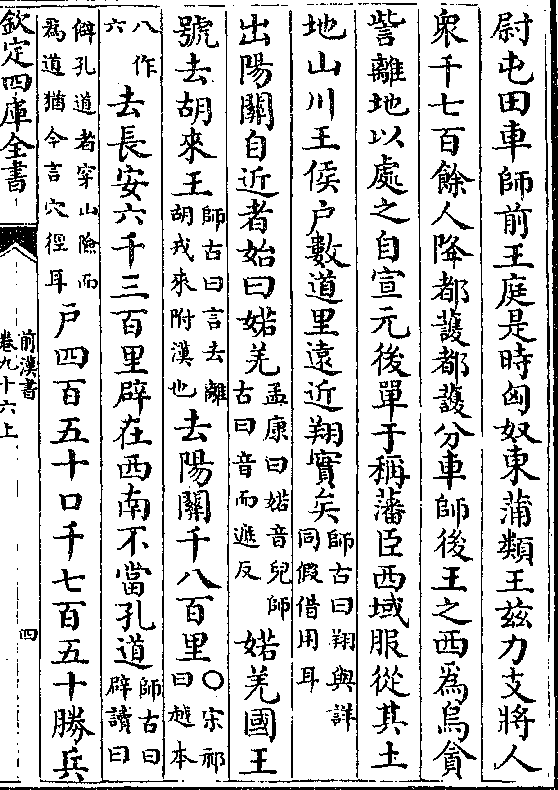 尉屯田車師前王庭是時匈奴東蒲類王兹力支將人
衆千七百餘人降都護都護分車師後王之西爲烏貪
訾離地以處之自宣元後單于稱藩臣西域服從其土
地山川王侯户數道里遠近翔實矣師古曰翔與詳同假借用耳
出陽關自近者始曰婼羌孟康曰婼音兒師古曰音而遮反婼羌國王
號去胡來王師古曰言去離胡戎來附漢也去陽關千八百里○宋祁曰越本
八作六去長安六千三百里辟在西南不當孔道師古曰辟讀曰
僻孔道者穿山險而爲道猶今言穴徑耳户四百五十口千七百五十勝兵
欽定四庫全書
前漢書
卷九十六上
四